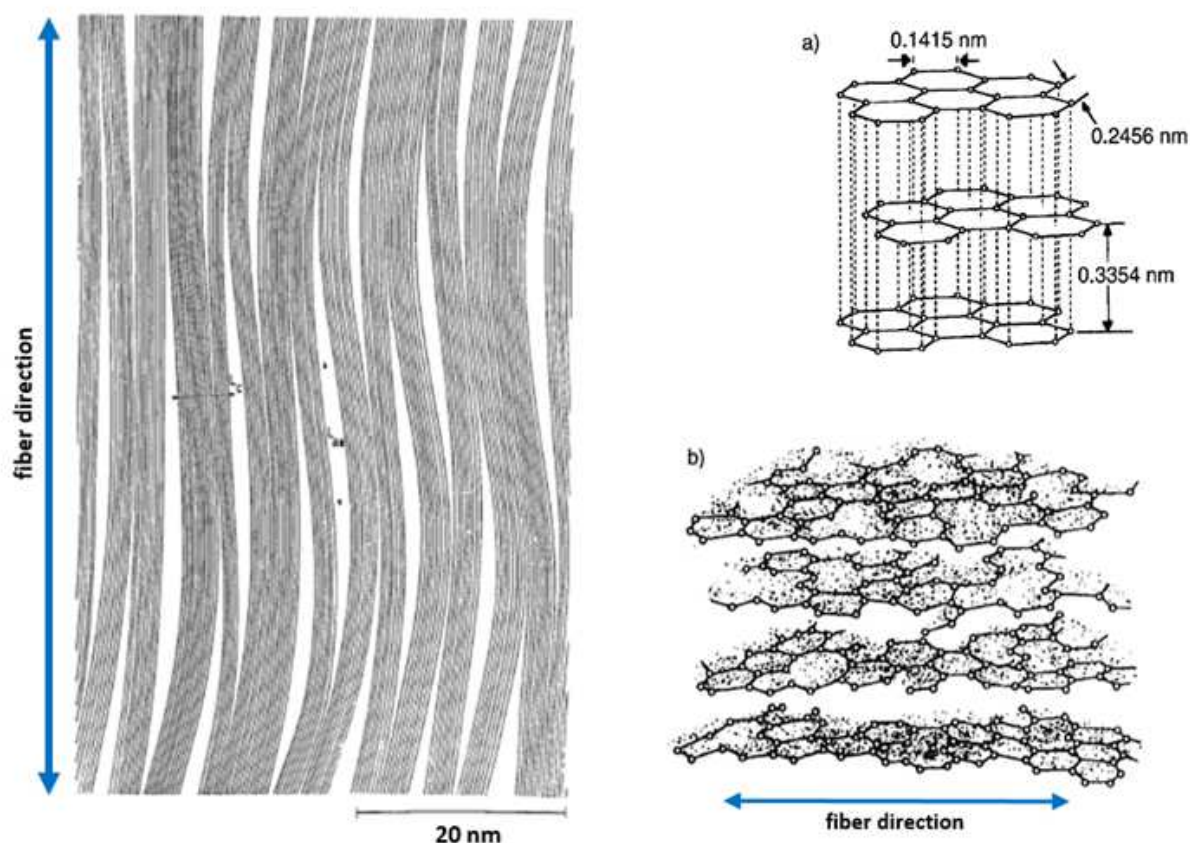 fiber direction
20 nm
a)
0.1415 nm
0.2456 nm
0.3354 nm
b)
fiber direction